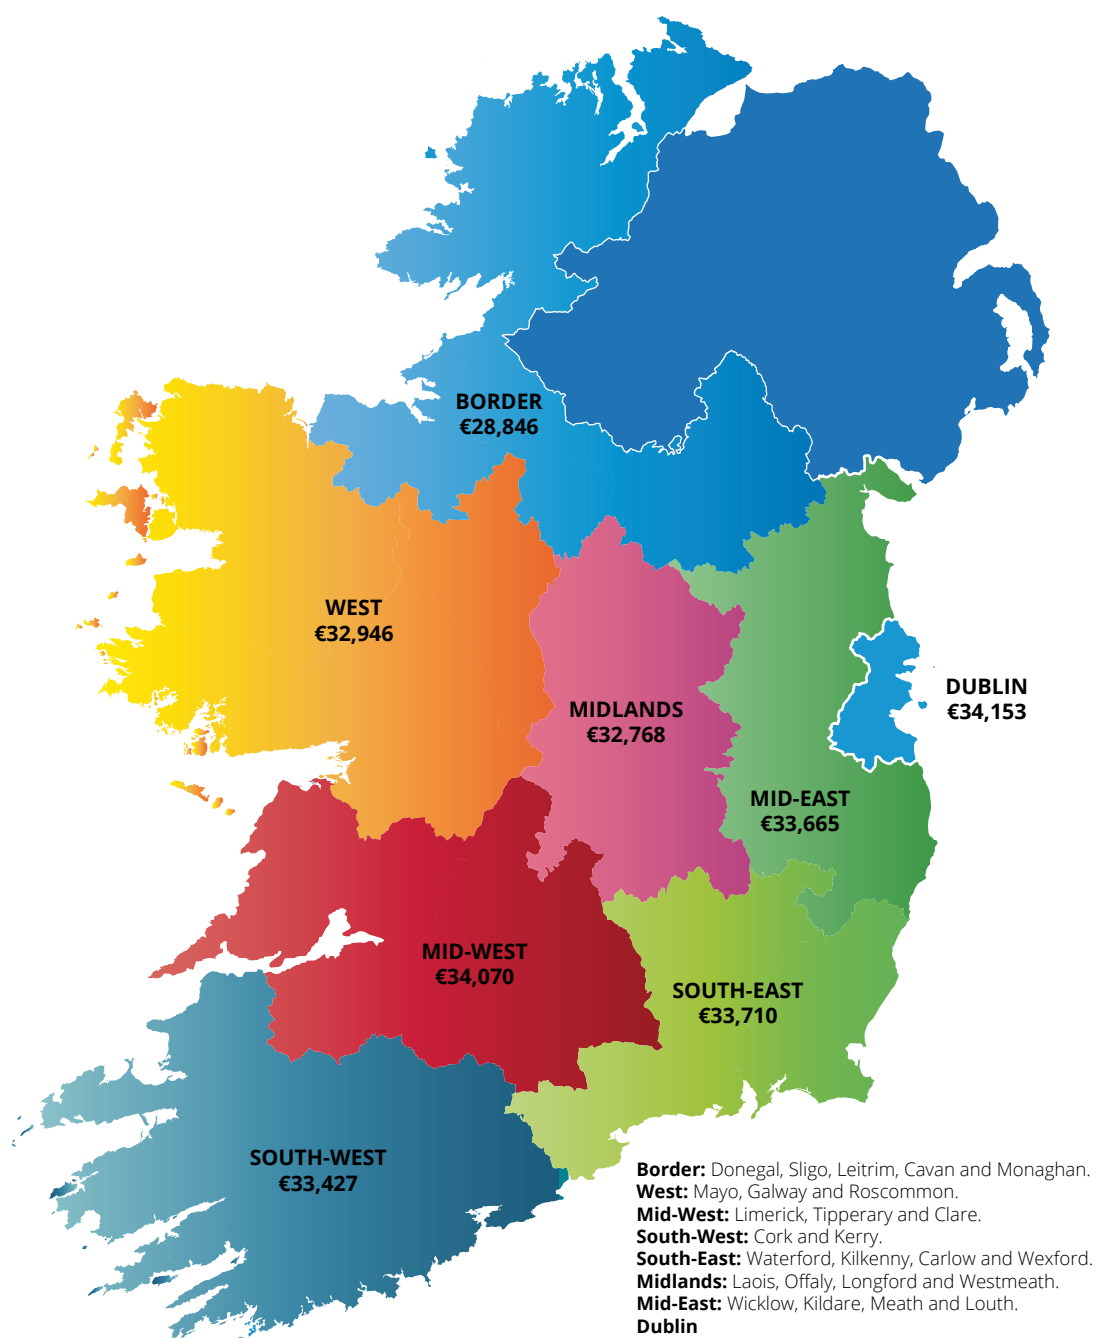 BORDER
€28,846
WEST
€32,946
MIDLANDS
€32,768
DUBLIN
€34,153
MID-EAST
€33,665
MID-WEST
€34,070
SOUTH-EAST
€33,710
SOUTH-WEST
€33,427
Border: Donegal, Sligo, Leitrim, Cavan and Monaghan.
West: Mayo, Galway and Roscommon.
Mid-West: Limerick, Tipperary and Clare.
South-West: Cork and Kerry.
South-East: Waterford, Kilkenny, Carlow and Wexford.
Midlands: Laois, Offaly, Longford and Westmeath.
Mid-East: Wicklow, Kildare, Meath and Louth.
Dublin